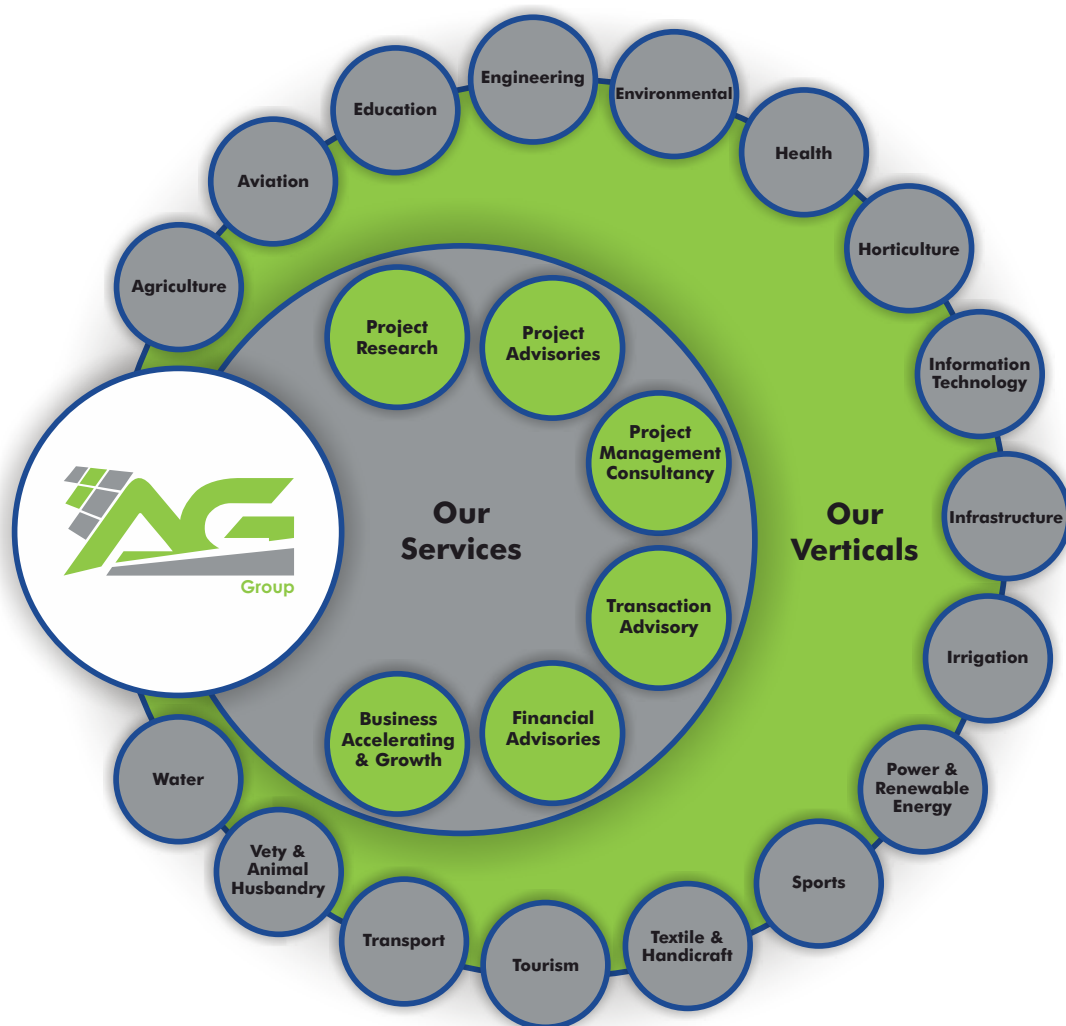 Engineering
Environmental
Education
Health
Aviation
Horticulture
Agriculture
Information
Technology
Infrastructure
Irrigation
Power &
Renewable
Energy
Sports
Textile &
Handicraft
Tourism
Transport
Vety &
Animal
Husbandry
Water
Project
Research
Project
Advisories
Project
Management
Consultancy
Transaction
Advisory
Financial
Advisories
Business
Accelerating
& Growth
Our
Services
Our
Verticals
AG
Group